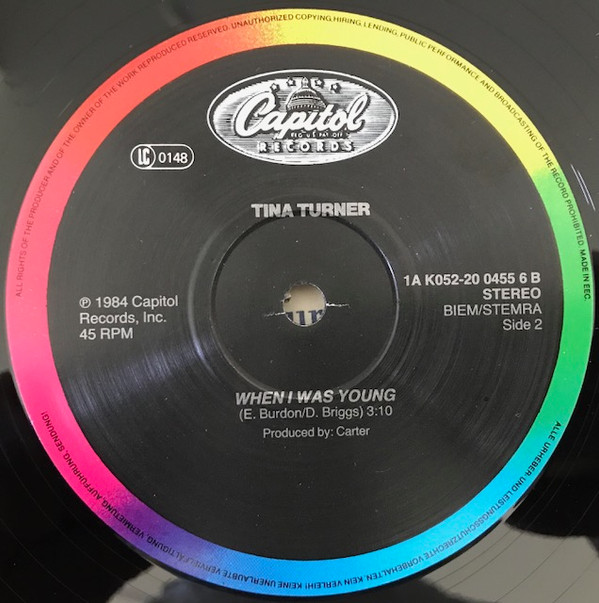 ALL RIGHTS OF THE PRODUCER AND OF THE OWNER OF THE WORK REPRODUCED RESERVED. UNAUTHORIZED COPYING, HIRING, LENDING, PUBLIC PERFORMANCE AND BROADCASTING OF THE RECORD PROHIBITED. MADE IN EEC.
Capitol
REG. U.S. PAT. OFF.
RECORDS
LC 0148
TINA TURNER
1A K052-20 0455 6 B
STEREO
BIEM/STEMRA
Side 2
℗ 1984 Capitol
Records, Inc.
45 RPM
WHEN I WAS YOUNG
(E. Burdon/D. Briggs) 3:10
Produced by: Carter
ALLE URHEBER- UND LEISTUNGSSCHUTZRECHTE VORBEHALTEN. KEIN VERLEIH! KEINE UNERLAUBTE VERVIELFÄLTIGUNG, VERMIETUNG, AUFFÜHRUNG, SENDUNG!